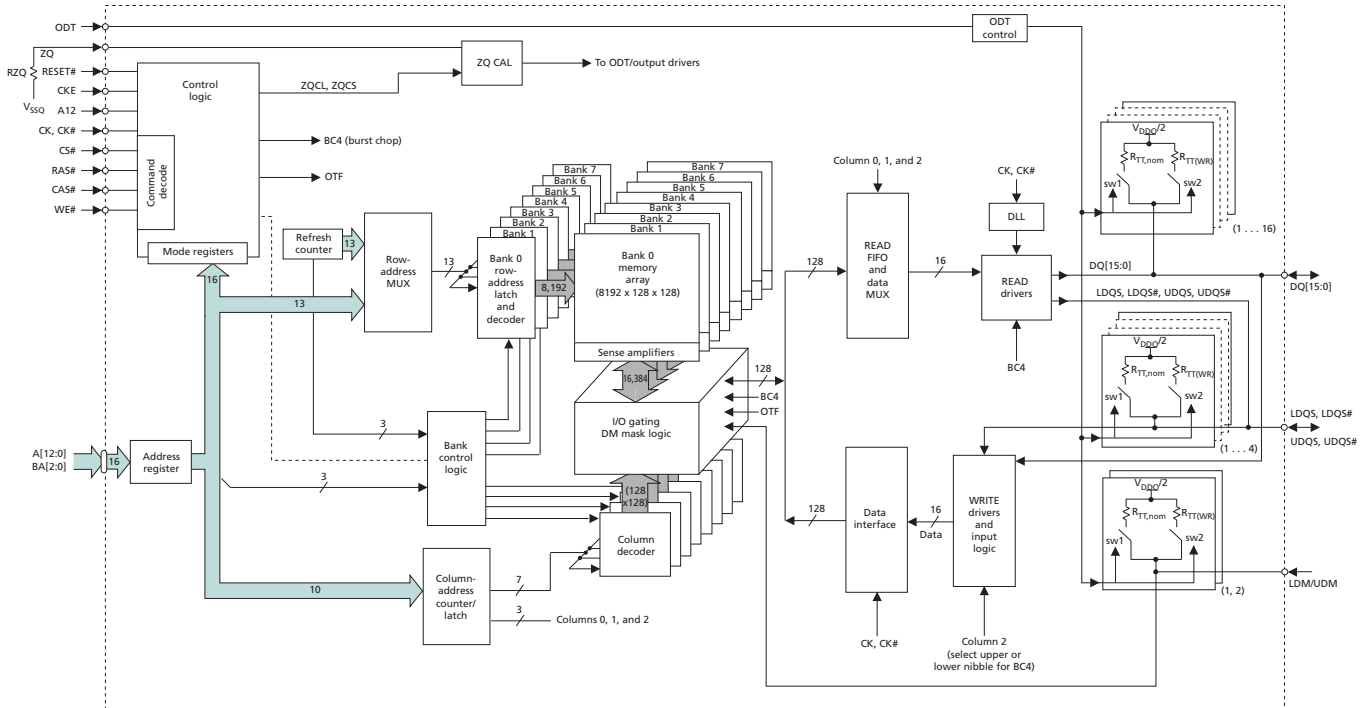 ODT
ODT
control
ZQ
RZQ
RESET#
ZQ CAL
To ODT/output drivers
Control
logic
ZQCL, ZQCS
CKE
VSSQ
A12
CK, CK#
BC4 (burst chop)
CS#
RAS#
OTF
CAS#
WE#
Command
decode
Mode registers
Refresh
counter
13
Row-
address
MUX
13
16
13
Bank 7
Bank 6
Bank 5
Bank 4
Bank 3
Bank 2
Bank 1
Bank 0
row-
address
latch
and
decoder
8,192
Bank 7
Bank 6
Bank 5
Bank 4
Bank 3
Bank 2
Bank 1
Bank 0
memory
array
(8192 x 128 x 128)
Sense amplifiers
16,384
I/O gating
DM mask logic
128
BC4
OTF
(128
x128)
Column
decoder
3
Bank
control
logic
3
A[12:0]
BA[2:0]
16
Address
register
10
Column-
address
counter/
latch
7
3
Columns 0, 1, and 2
Column 0, 1, and 2
128
READ
FIFO
and
data
MUX
16
CK, CK#
DLL
READ
drivers
BC4
DQ[15:0]
LDQS, LDQS#, UDQS, UDQS#
128
Data
interface
16
Data
WRITE
drivers
and
input
logic
CK, CK#
Column 2
(select upper or
lower nibble for BC4)
VDDQ/2
RTT,nom
RTT(WR)
sw1
sw2
(1 . . . 16)
DQ[15:0]
VDDQ/2
RTT,nom
RTT(WR)
sw1
sw2
(1 . . . 4)
LDQS, LDQS#
UDQS, UDQS#
VDDQ/2
RTT,nom
RTT(WR)
sw1
sw2
(1, 2)
LDM/UDM